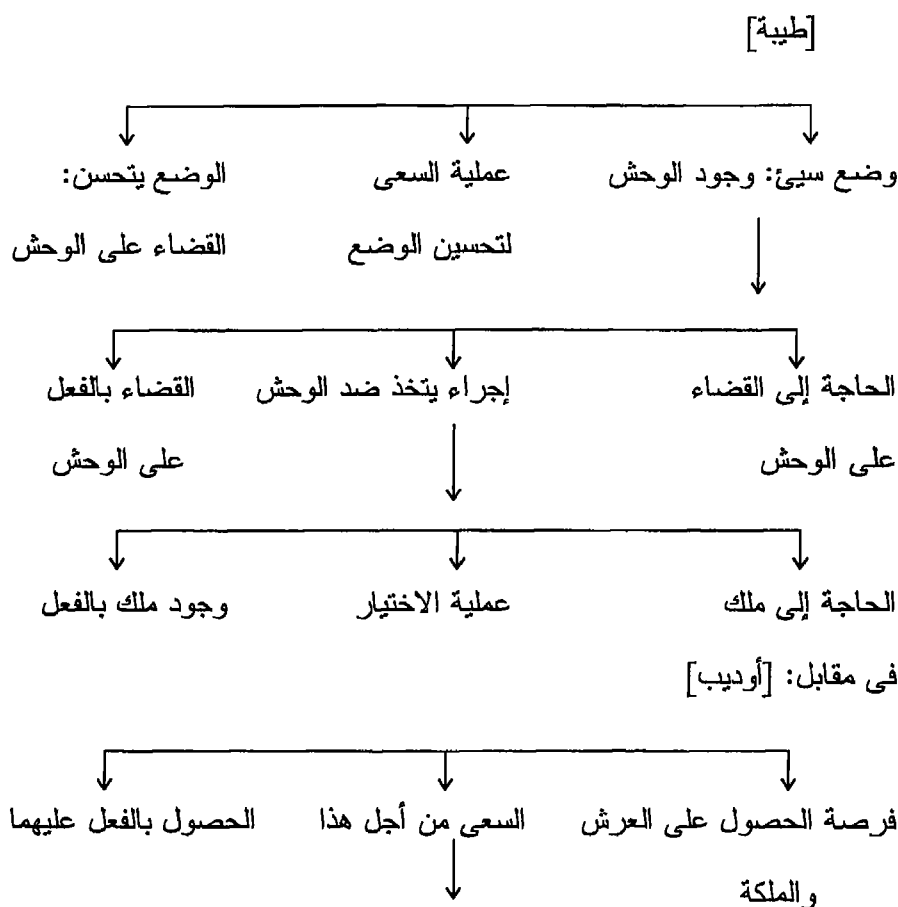 [طيبة]
وضع سيئ: وجود الوحش عملية السعى الوضع يتحسن:
لتحسين الوضع القضاء على الوحش
الحاجة إلى القضاء إجراء يتخذ ضد الوحش القضاء بالفعل
على الوحش على الوحش
الحاجة إلى ملك عملية الاختيار وجود ملك بالفعل
فى مقابل: [أوديب]
فرصة الحصول على العرش السعى من أجل هذا الحصول بالفعل عليهما
والملكة